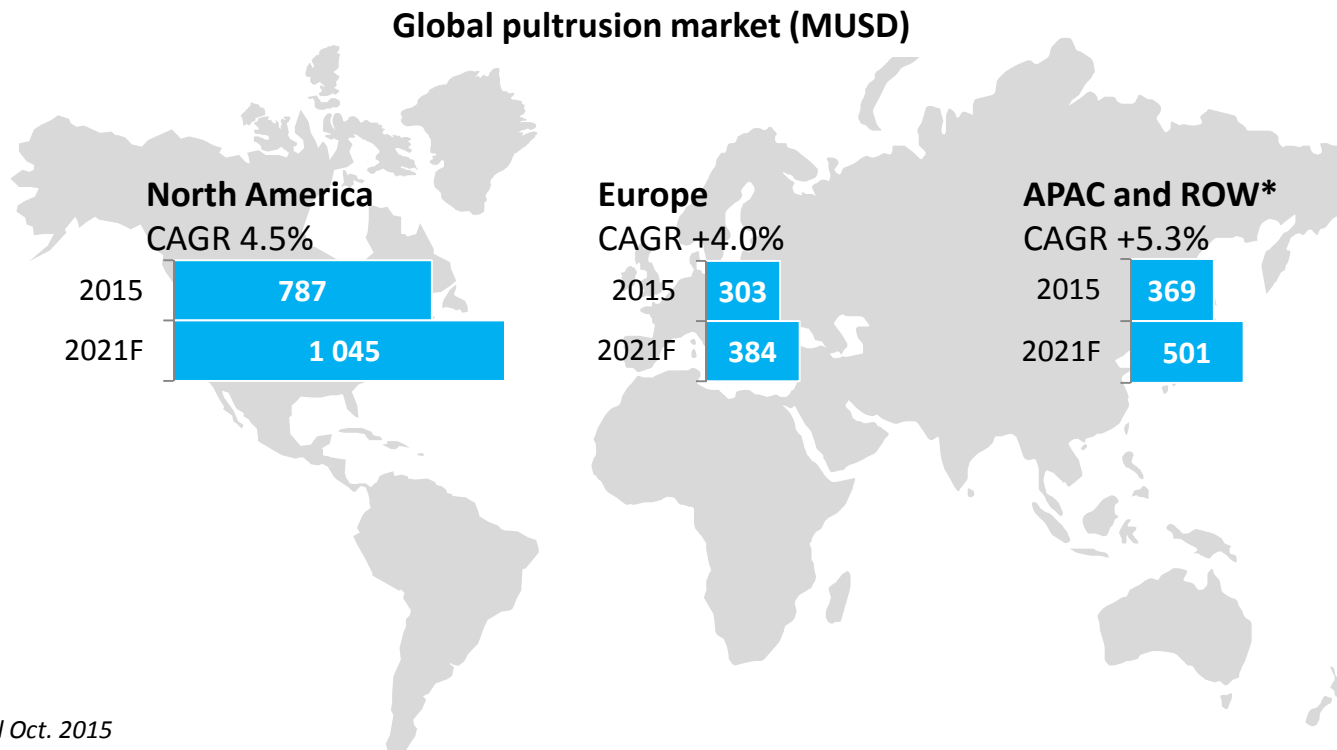 Global pultrusion market (MUSD)
North America
CAGR 4.5%
2015
787
2021F
1 045
Europe
CAGR +4.0%
2015
303
2021F
384
APAC and ROW*
CAGR +5.3%
2015
369
2021F
501
Oct. 2015